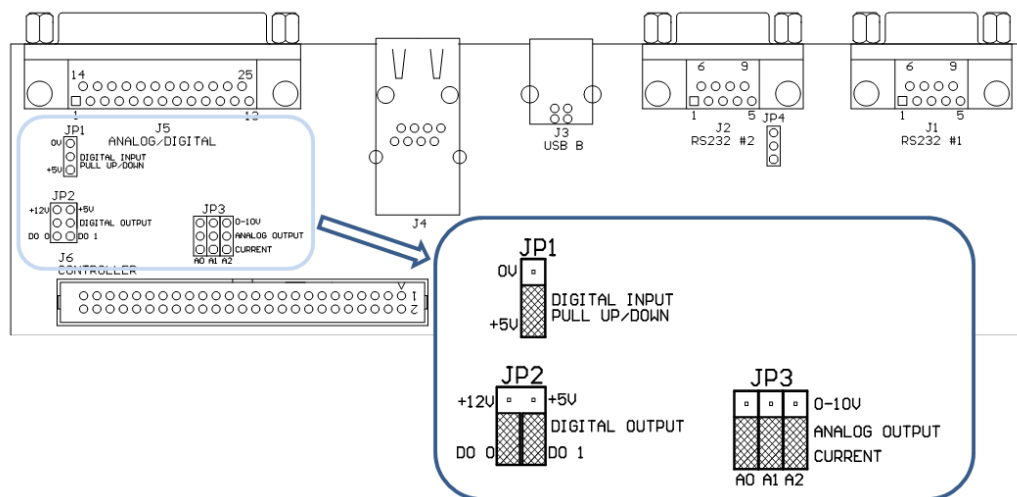 14 25
1 13
J5
ANALOG/DIGITAL
JP1
0V
DIGITAL INPUT
PULL UP/DOWN
+5V
JP2
+12V +5V
DIGITAL OUTPUT
DO 0 DO 1
JP3
0-10V
ANALOG OUTPUT
CURRENT
A0 A1 A2
J6
CONTROLLER
1
2
J4
J3
USB B
6 9
1 5
J2
RS232 #2
JP4
6 9
1 5
J1
RS232 #1
JP1
0V
DIGITAL INPUT
PULL UP/DOWN
+5V
JP2
+12V +5V
DIGITAL OUTPUT
DO 0 DO 1
JP3
0-10V
ANALOG OUTPUT
CURRENT
A0 A1 A2